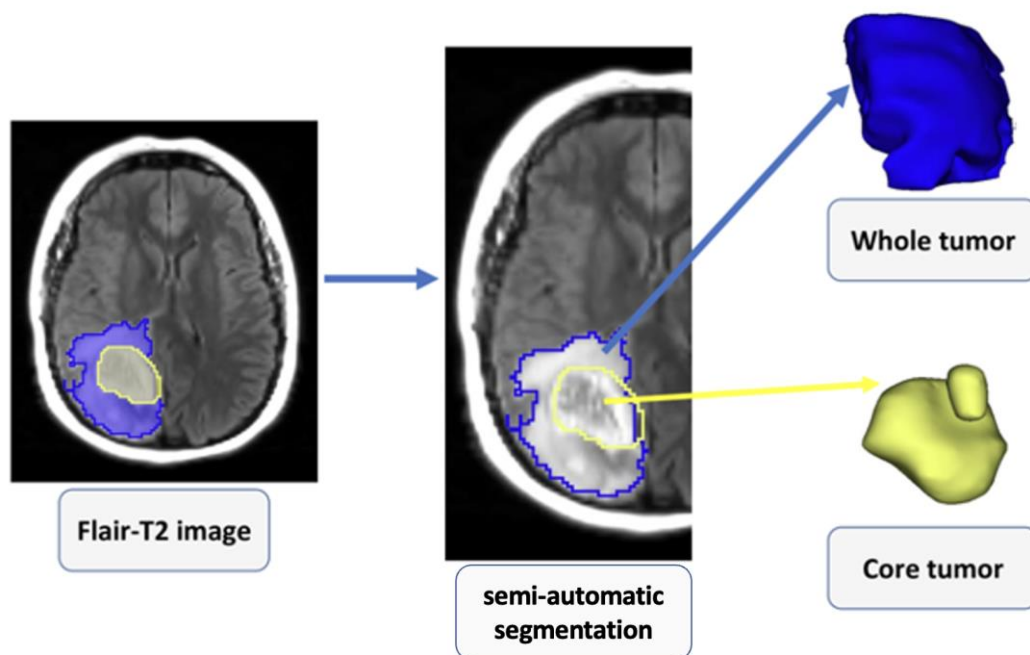 Flair-T2 image
semi-automatic
segmentation
Whole tumor
Core tumor